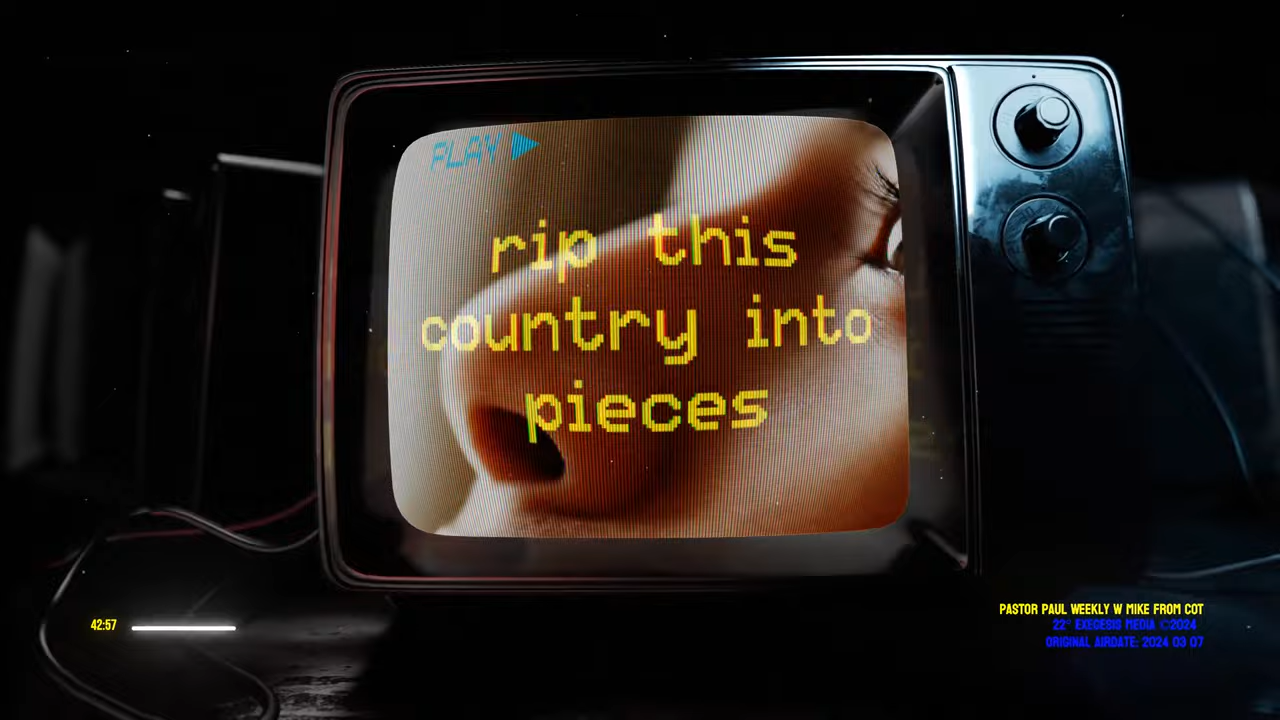 PLAY
rip this
country into
pieces
42:57
PASTOR PAUL WEEKLY W MIKE FROM COT
22° EXEGESIS MEDIA ©2024
ORIGINAL AIRDATE: 2024 03 07